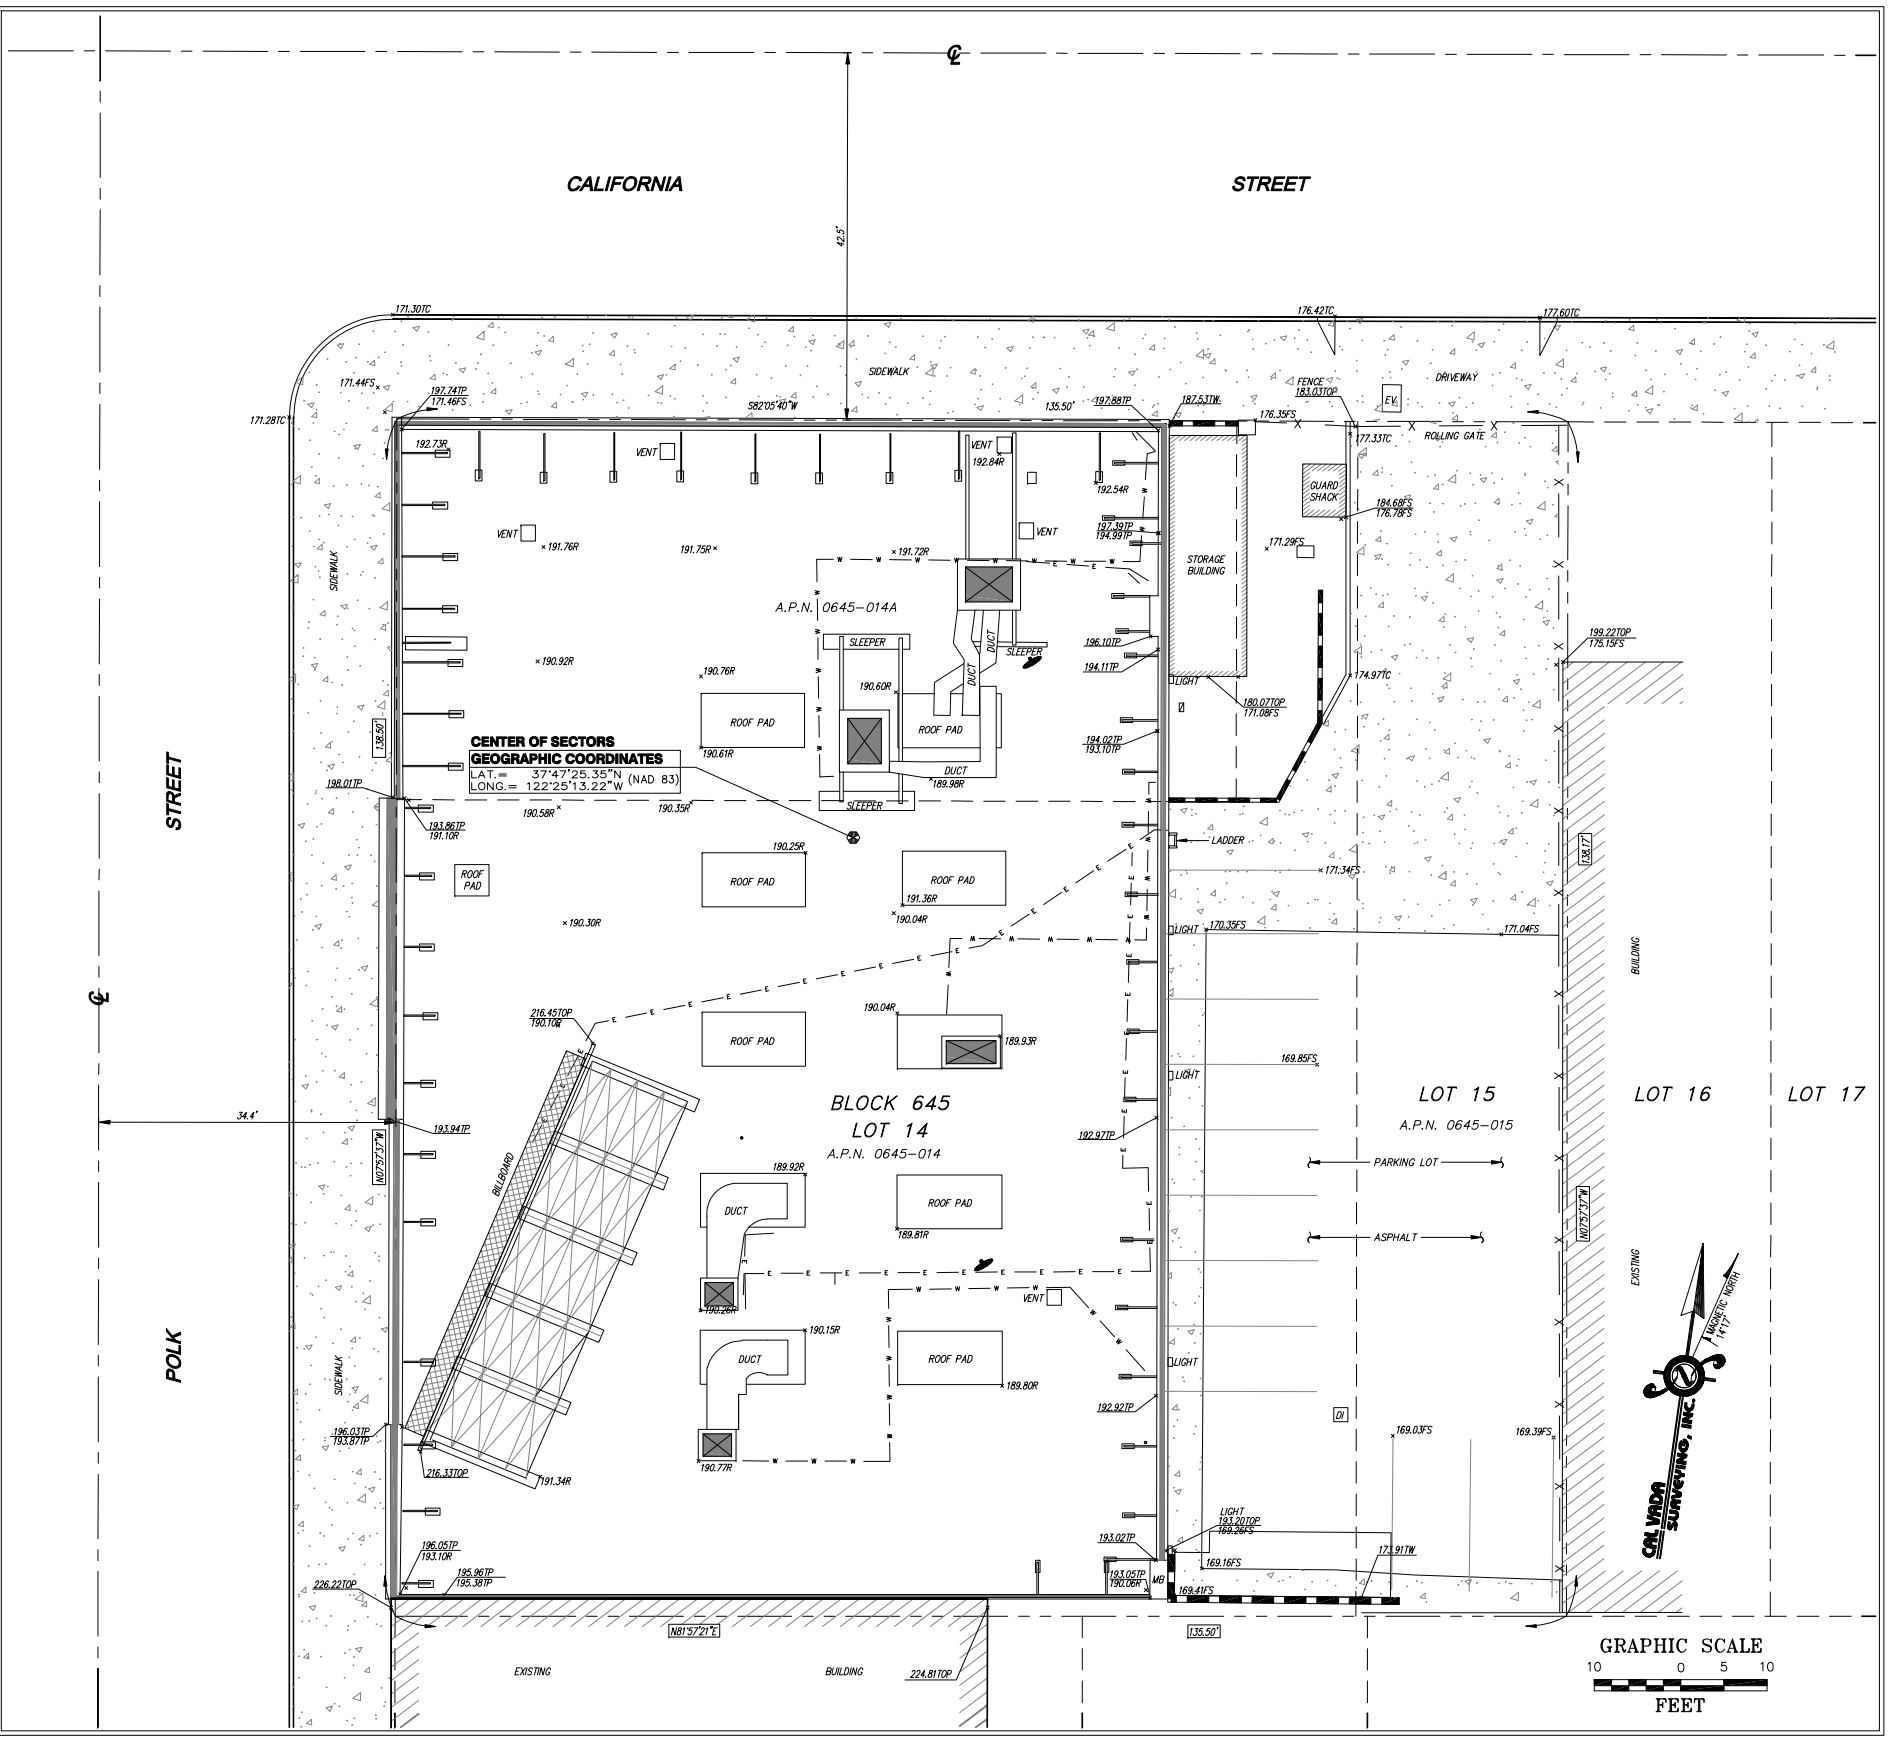 ℄
CALIFORNIA
STREET
42.5'
171.30TC
176.42TC
177.60TC
SIDEWALK
DRIVEWAY
171.44FS
197.74TP
171.46FS
S82°05'40"W
135.50'
197.88TP
187.53TW
FENCE
183.03TOP
EV
171.28TC
176.35FS
177.33TC
ROLLING GATE
192.73R
VENT
VENT
192.84R
192.54R
GUARD
SHACK
184.68FS
176.78FS
VENT
191.76R
191.75R
191.72R
VENT
197.39TP
194.99TP
171.29FS
STORAGE
BUILDING
SIDEWALK
A.P.N. 0645-014A
SLEEPER
SLEEPER
DUCT
DUCT
196.10TP
194.11TP
199.22TOP
175.15FS
190.92R
190.76R
190.60R
LIGHT
174.97TC
180.07TOP
171.08FS
ROOF PAD
ROOF PAD
138.50'
190.61R
194.02TP
193.10TP
CENTER OF SECTORS
GEOGRAPHIC COORDINATES
LAT.= 37°47'25.35"N (NAD 83)
LONG.= 122°25'13.22"W
DUCT
189.98R
198.01TP
SLEEPER
190.58R
190.35R
193.86TP
191.10R
STREET
LADDER
138.17'
190.25R
ROOF
PAD
ROOF PAD
ROOF PAD
171.34FS
191.36R
190.04R
190.30R
LIGHT
170.35FS
171.04FS
BUILDING
℄
216.45TOP
190.10R
190.04R
ROOF PAD
189.93R
169.85FS
LIGHT
BLOCK 645
LOT 14
A.P.N. 0645-014
LOT 15
A.P.N. 0645-015
LOT 16
LOT 17
34.4'
193.94TP
192.97TP
N07°57'37"W
BILLBOARD
PARKING LOT
189.92R
DUCT
ROOF PAD
189.81R
N07°57'37"W
ASPHALT
EXISTING
190.26R
VENT
MAGNETIC NORTH
14°17'
190.15R
DUCT
ROOF PAD
189.80R
LIGHT
POLK
SIDEWALK
192.92TP
DI
196.03TP
193.87TP
169.03FS
169.39FS
216.33TOP
191.34R
190.77R
CAL VADA
SURVEYING, INC.
LIGHT
193.20TOP
169.26FS
196.05TP
193.10R
193.02TP
173.91TW
195.96TP
195.38TP
193.05TP
190.06R
MB
169.16FS
169.41FS
226.22TOP
N81°57'21"E
135.50'
EXISTING
BUILDING
224.81TOP
GRAPHIC SCALE
10 0 5 10
FEET